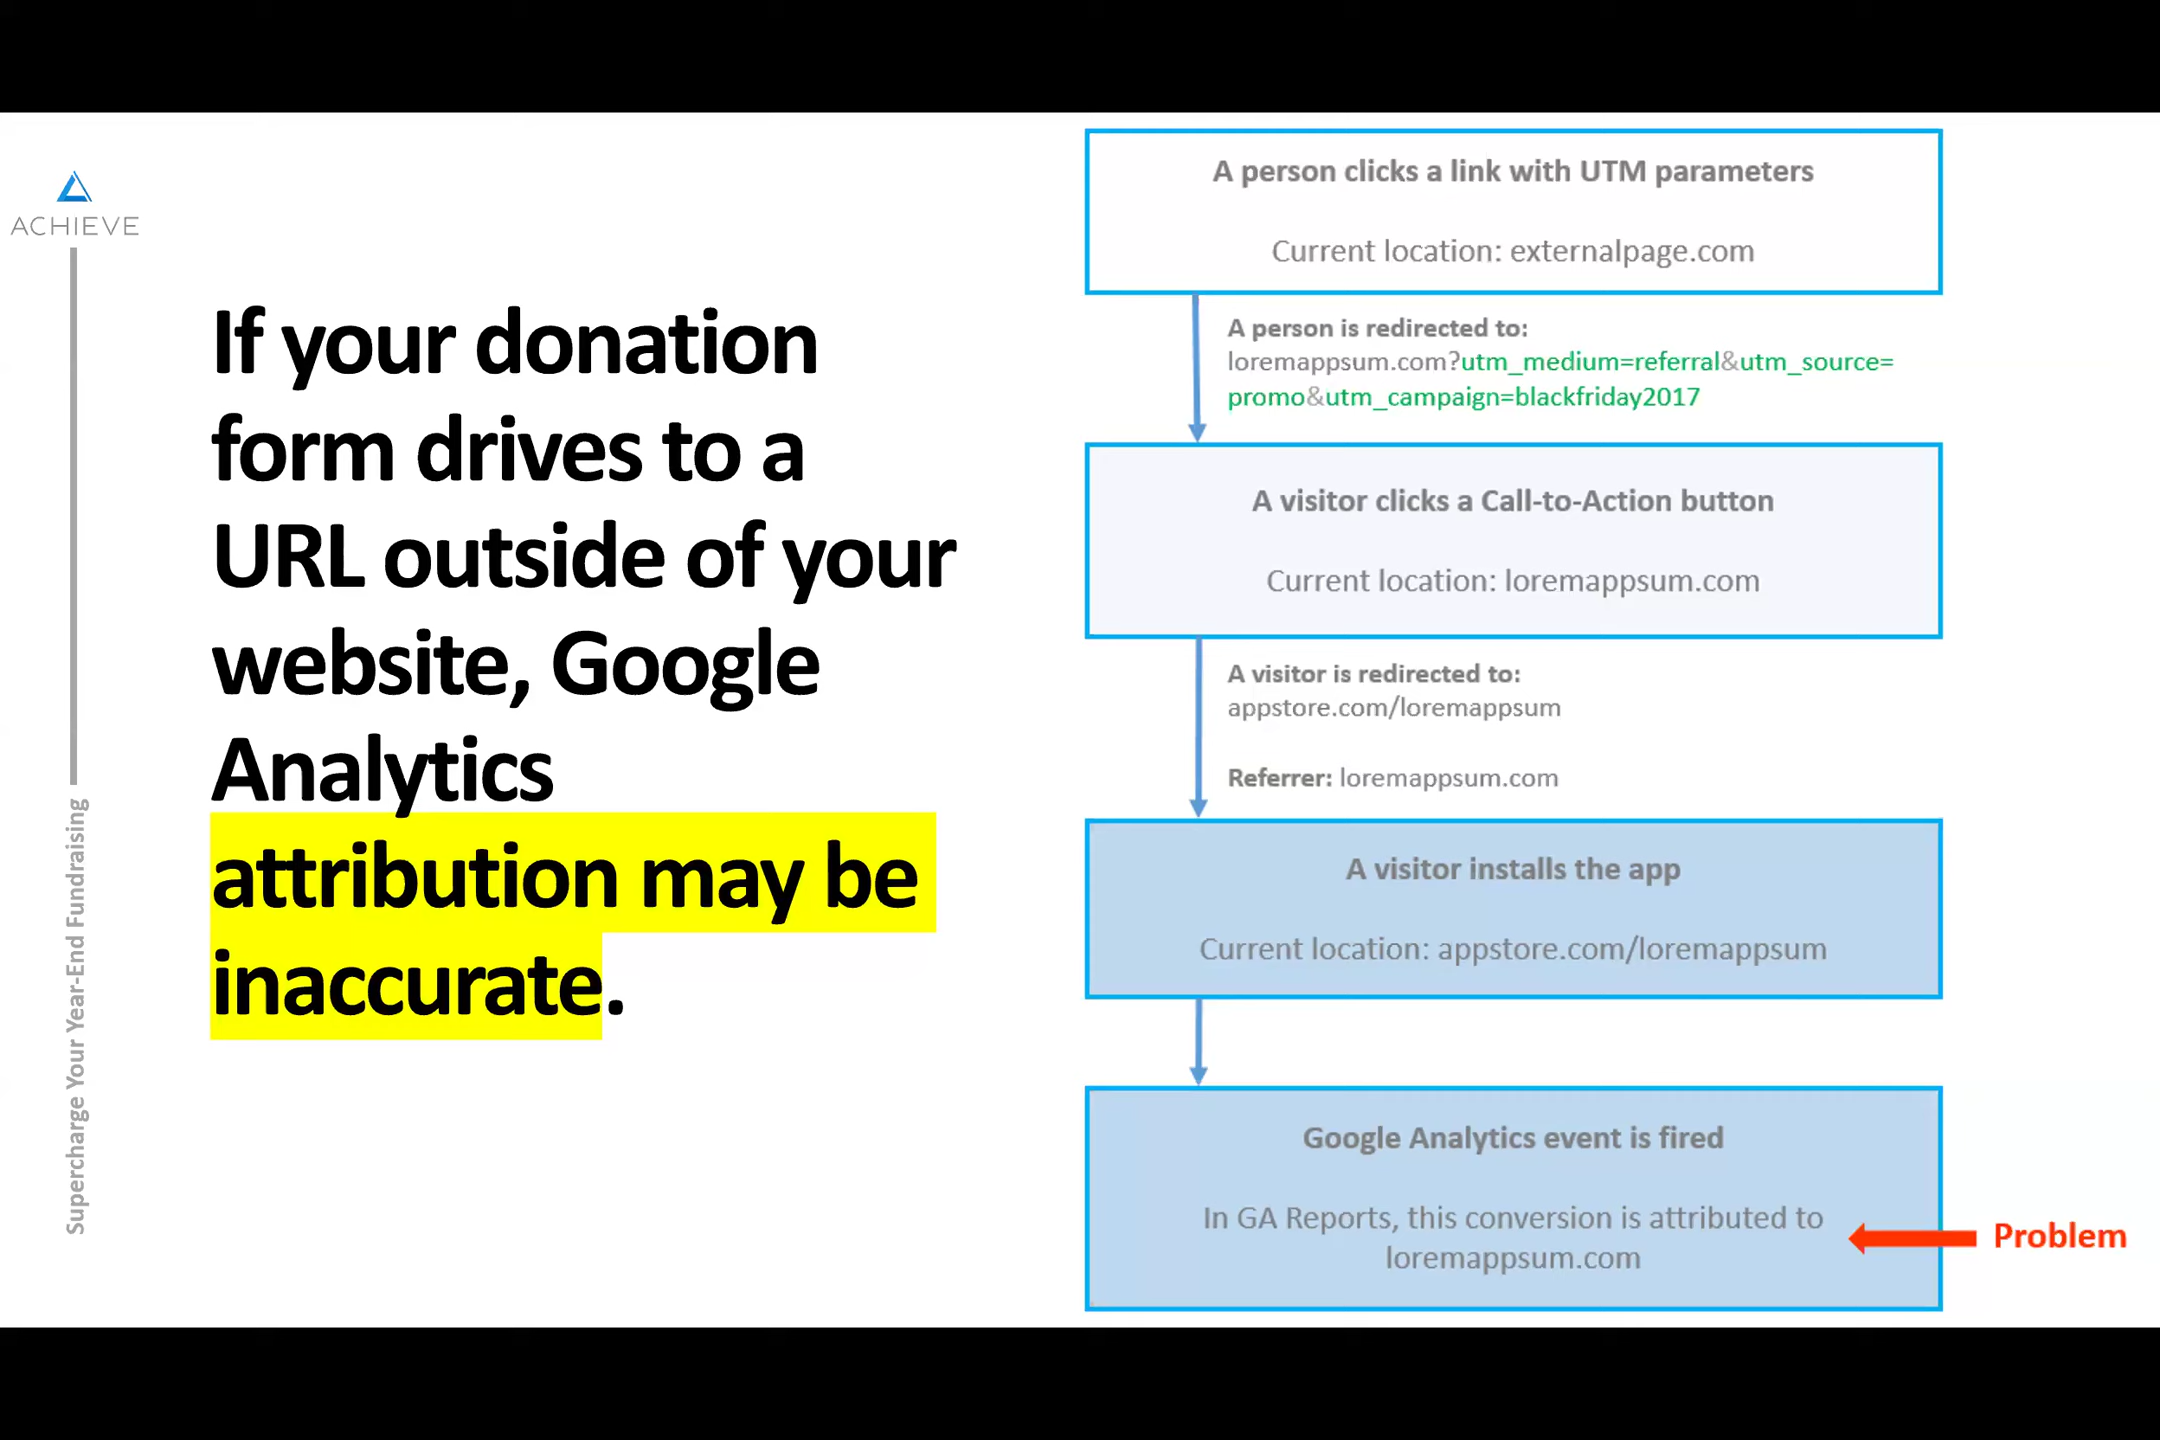 ACHIEVE
Supercharge Your Year-End Fundraising
If your donation
form drives to a
URL outside of your
website, Google
Analytics
attribution may be
inaccurate.
A person clicks a link with UTM parameters
Current location: externalpage.com
A person is redirected to:
loremappsum.com?utm_medium=referral&utm_source=
promo&utm_campaign=blackfriday2017
A visitor clicks a Call-to-Action button
Current location: loremappsum.com
A visitor is redirected to:
appstore.com/loremappsum
Referrer: loremappsum.com
A visitor installs the app
Current location: appstore.com/loremappsum
Google Analytics event is fired
In GA Reports, this conversion is attributed to
loremappsum.com
Problem